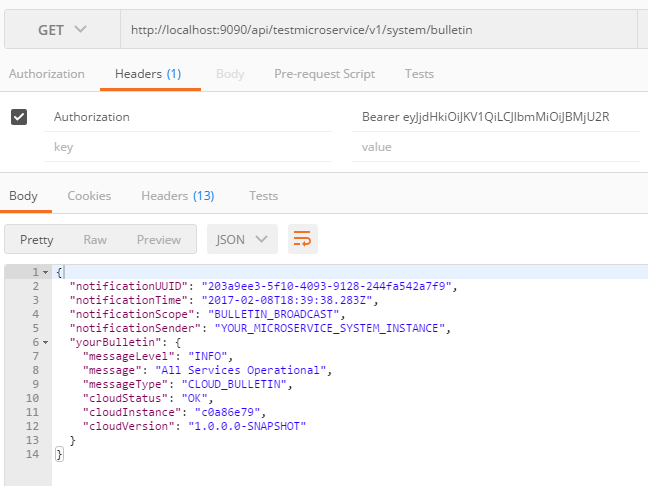 GET http://localhost:9090/api/testmicroservice/v1/system/bulletin
Authorization Headers (1) Body Pre-request Script Tests
Authorization Bearer eyJjdHkiOiJKV1QiLCJlbmMiOiJBMjU2R
key value
Body Cookies Headers (13) Tests
Pretty Raw Preview JSON
1 {
2 "notificationUUID": "203a9ee3-5f10-4093-9128-244fa542a7f9",
3 "notificationTime": "2017-02-08T18:39:38.283Z",
4 "notificationScope": "BULLETIN_BROADCAST",
5 "notificationSender": "YOUR_MICROSERVICE_SYSTEM_INSTANCE",
6 "yourBulletin": {
7 "messageLevel": "INFO",
8 "message": "All Services Operational",
9 "messageType": "CLOUD_BULLETIN",
10 "cloudStatus": "OK",
11 "cloudInstance": "c0a86e79",
12 "cloudVersion": "1.0.0.0-SNAPSHOT"
13 }
14 }